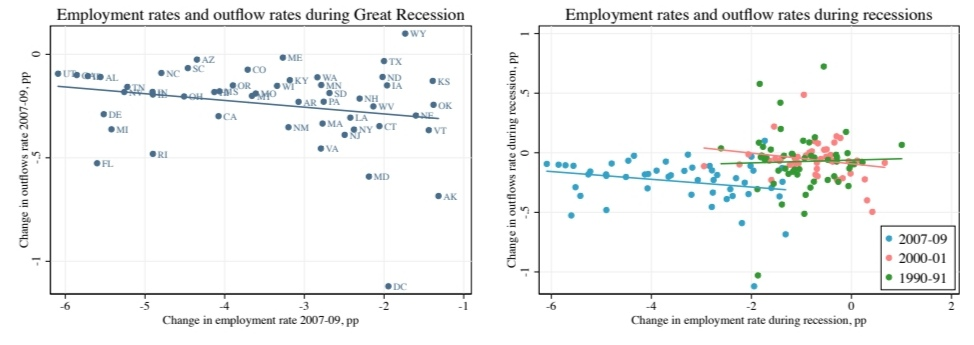 Employment rates and outflow rates during Great Recession
Change in outflows rate 2007-09, pp
0
-.5
-1
WY
ME
TX
AZ
SC
CO
NC
AL
UT
WA
ND
KS
KY
MN
IA
OR
WI
TN
IN
OH
MS
MO
MT
SD
NH
AR
PA
WV
OK
DE
CA
LA
NE
MA
CT
NM
NY
VT
MI
NJ
VA
RI
FL
MD
AK
DC
-6 -5 -4 -3 -2 -1
Change in employment rate 2007-09, pp
Employment rates and outflow rates during recessions
Change in outflows rate during recession, pp
1
.5
0
-.5
-1
2007-09
2000-01
1990-91
-6 -4 -2 0 2
Change in employment rate during recession, pp